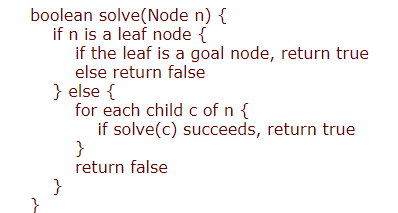 boolean solve(Node n) {
    if n is a leaf node {
        if the leaf is a goal node, return true
        else return false
    } else {
        for each child c of n {
            if solve(c) succeeds, return true
        }
        return false
    }
}